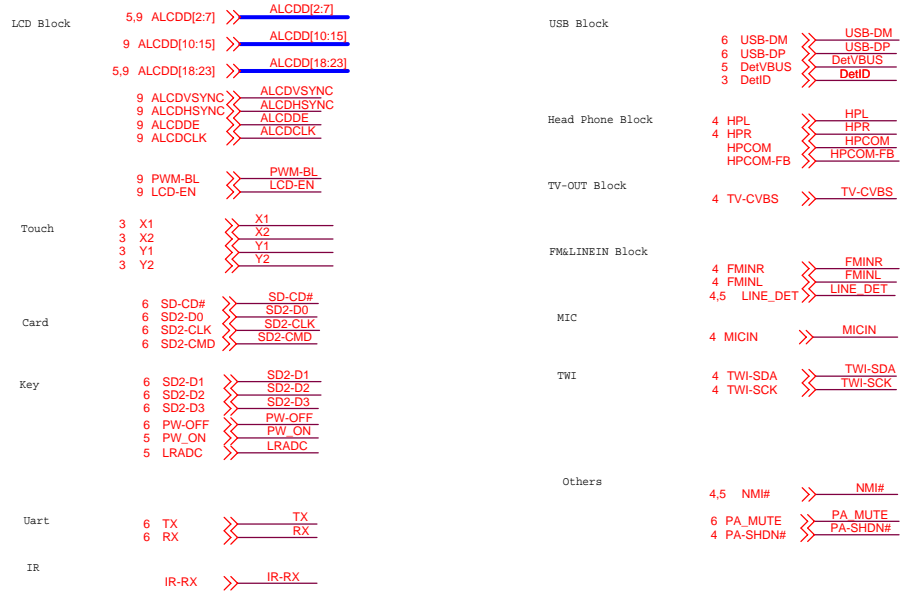 LCD Block
5,9 ALCDD[2:7] ALCDD[2:7]
9 ALCDD[10:15] ALCDD[10:15]
5,9 ALCDD[18:23] ALCDD[18:23]
9 ALCDVSYNC ALCDVSYNC
9 ALCDHSYNC ALCDHSYNC
9 ALCDDE ALCDDE
9 ALCDCLK ALCDCLK
9 PWM-BL PWM-BL
9 LCD-EN LCD-EN
Touch
3 X1 X1
3 X2 X2
3 Y1 Y1
3 Y2 Y2
Card
6 SD-CD# SD-CD#
6 SD2-D0 SD2-D0
6 SD2-CLK SD2-CLK
6 SD2-CMD SD2-CMD
Key
6 SD2-D1 SD2-D1
6 SD2-D2 SD2-D2
6 SD2-D3 SD2-D3
6 PW-OFF PW-OFF
5 PW_ON PW_ON
5 LRADC LRADC
Uart
6 TX TX
6 RX RX
IR
IR-RX IR-RX
USB Block
6 USB-DM USB-DM
6 USB-DP USB-DP
5 DetVBUS DetVBUS
3 DetID DetID
Head Phone Block
4 HPL HPL
4 HPR HPR
HPCOM HPCOM
HPCOM-FB HPCOM-FB
TV-OUT Block
4 TV-CVBS TV-CVBS
FM&LINEIN Block
4 FMINR FMINR
4 FMINL FMINL
4,5 LINE_DET LINE_DET
MIC
4 MICIN MICIN
TWI
4 TWI-SDA TWI-SDA
4 TWI-SCK TWI-SCK
Others
4,5 NMI# NMI#
6 PA_MUTE PA_MUTE
4 PA-SHDN# PA-SHDN#